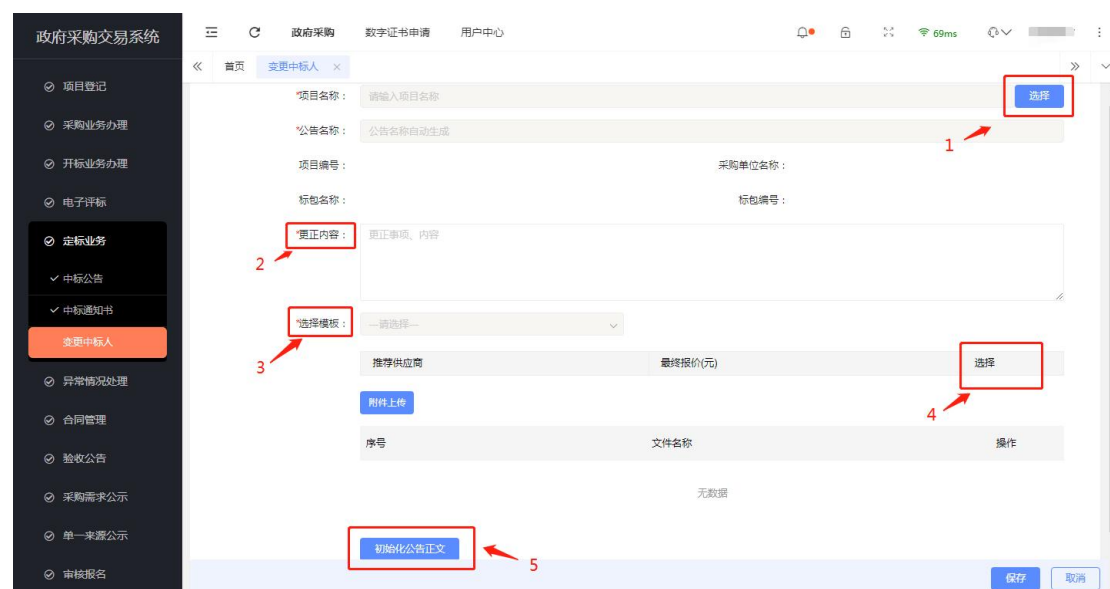 政府采购交易系统
政府采购 数字证书申请 用户中心 69ms
首页 变更中标人 ×
项目登记
采购业务办理
开标业务办理
电子评标
定标业务
中标公告
中标通知书
变更中标人
异常情况处理
合同管理
验收公告
采购需求公示
单一来源公示
审核报名
*项目名称： 请输入项目名称 选择
1
*公告名称： 公告名称自动生成
项目编号： 采购单位名称：
标包名称： 标包编号：
*更正内容： 更正事项、内容
2
*选择模板： ---请选择---
3
推荐供应商 最终报价(元) 选择
4
附件上传
序号 文件名称 操作
无数据
初始化公告正文
5
保存 取消